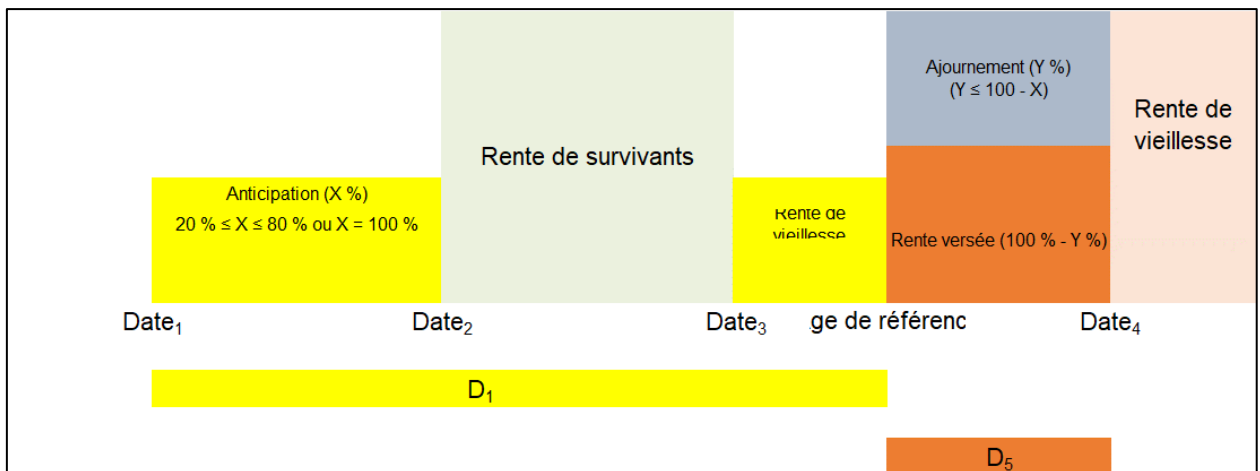 Ajournement (Y %)
(Y ≤ 100 - X)
Rente de
vieillesse
Rente de survivants
Anticipation (X %)
20 % ≤ X ≤ 80 % ou X = 100 %
Rente de
vieillesse
Rente versée (100 % - Y %)
Date₁
Date₂
Date₃
ge de référenc
Date₄
D₁
D₅